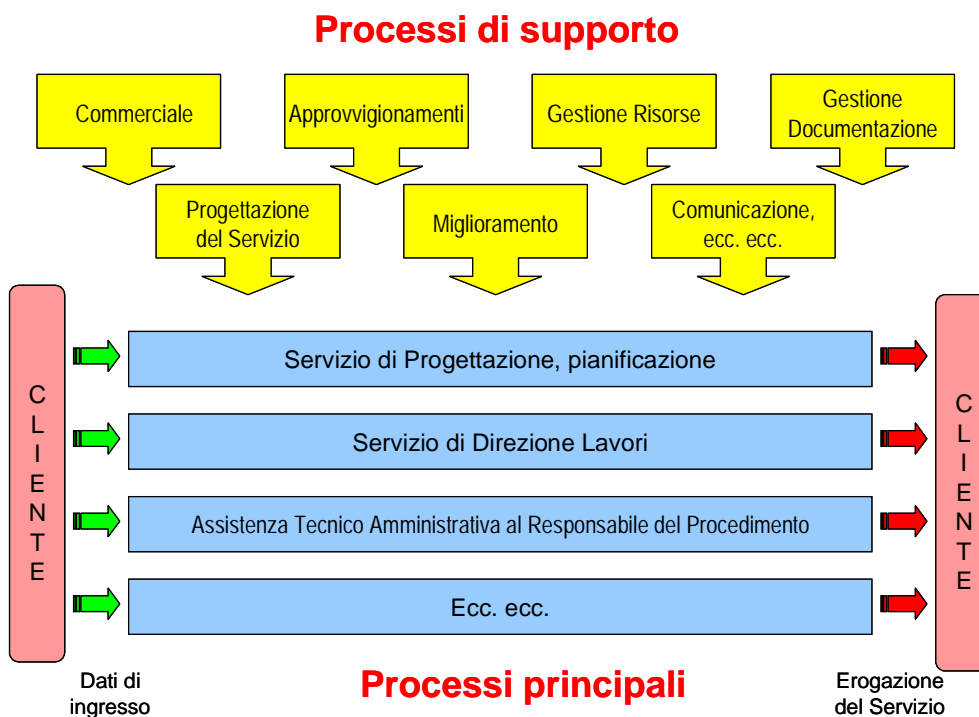 Processi di supporto
Commerciale
Approvvigionamenti
Gestione Risorse
Gestione
Documentazione
Progettazione
del Servizio
Miglioramento
Comunicazione,
ecc. ecc.
CLIENTE
Servizio di Progettazione, pianificazione
Servizio di Direzione Lavori
Assistenza Tecnico Amministrativa al Responsabile del Procedimento
Ecc. ecc.
CLIENTE
Dati di
ingresso
Processi principali
Erogazione
del Servizio